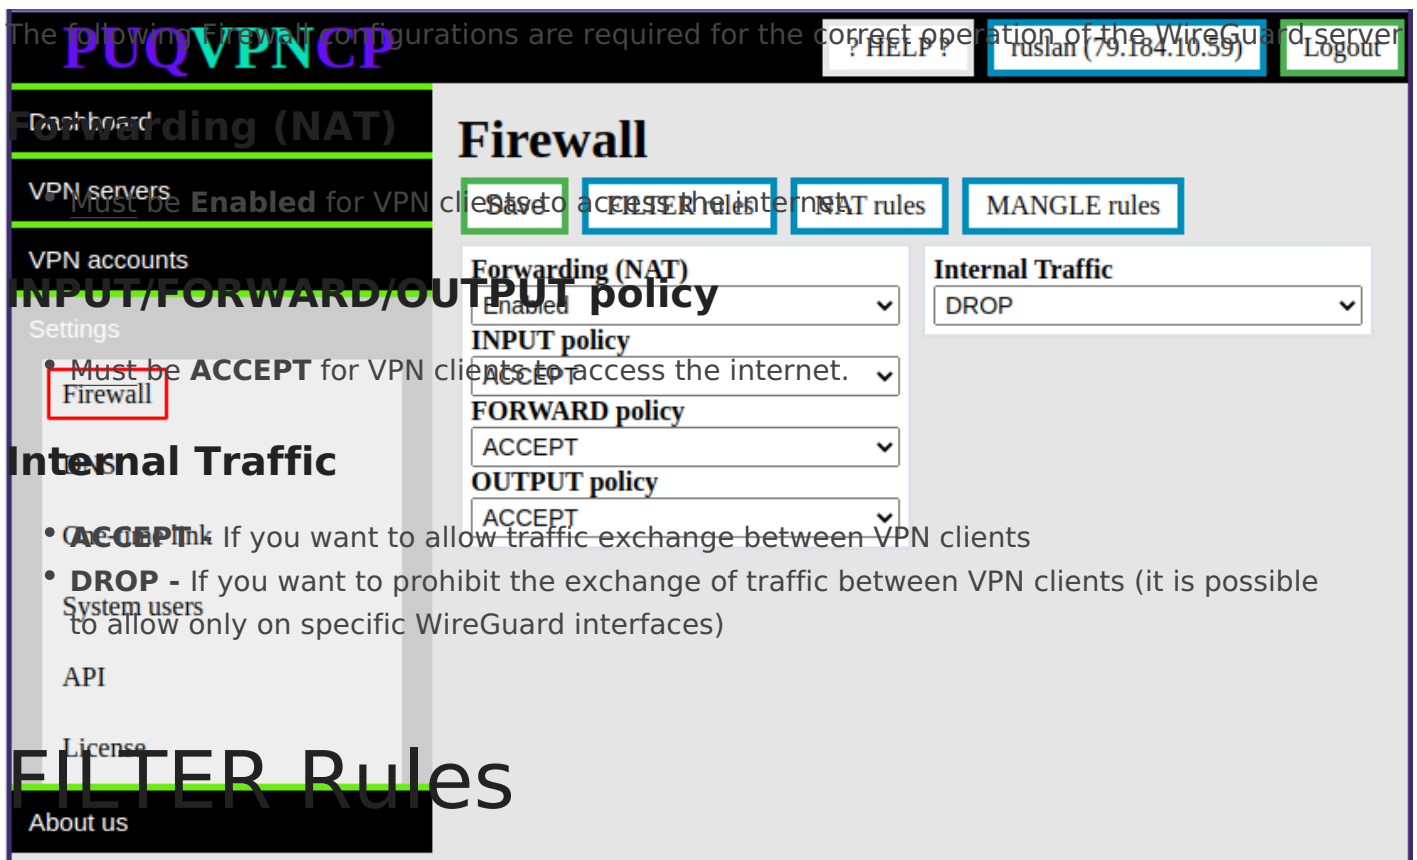 The following Firewall configurations are required for the correct operation of the WireGuard server
PUQVPNCP
? HELP ?
ruslan (79.184.10.59)
Logout
Dashboard
VPN servers
VPN accounts
Settings
Firewall
DNS
One-time link
System users
API
License
About us
Firewall
Save
FILTER rules
NAT rules
MANGLE rules
Forwarding (NAT)
Enabled
INPUT policy
ACCEPT
FORWARD policy
ACCEPT
OUTPUT policy
ACCEPT
Internal Traffic
DROP
Forwarding (NAT)
• Must be Enabled for VPN clients to access the internet.
INPUT/FORWARD/OUTPUT policy
• Must be ACCEPT for VPN clients to access the internet.
Internal Traffic
• ACCEPT - If you want to allow traffic exchange between VPN clients
• DROP - If you want to prohibit the exchange of traffic between VPN clients (it is possible
to allow only on specific WireGuard interfaces)
FILTER Rules